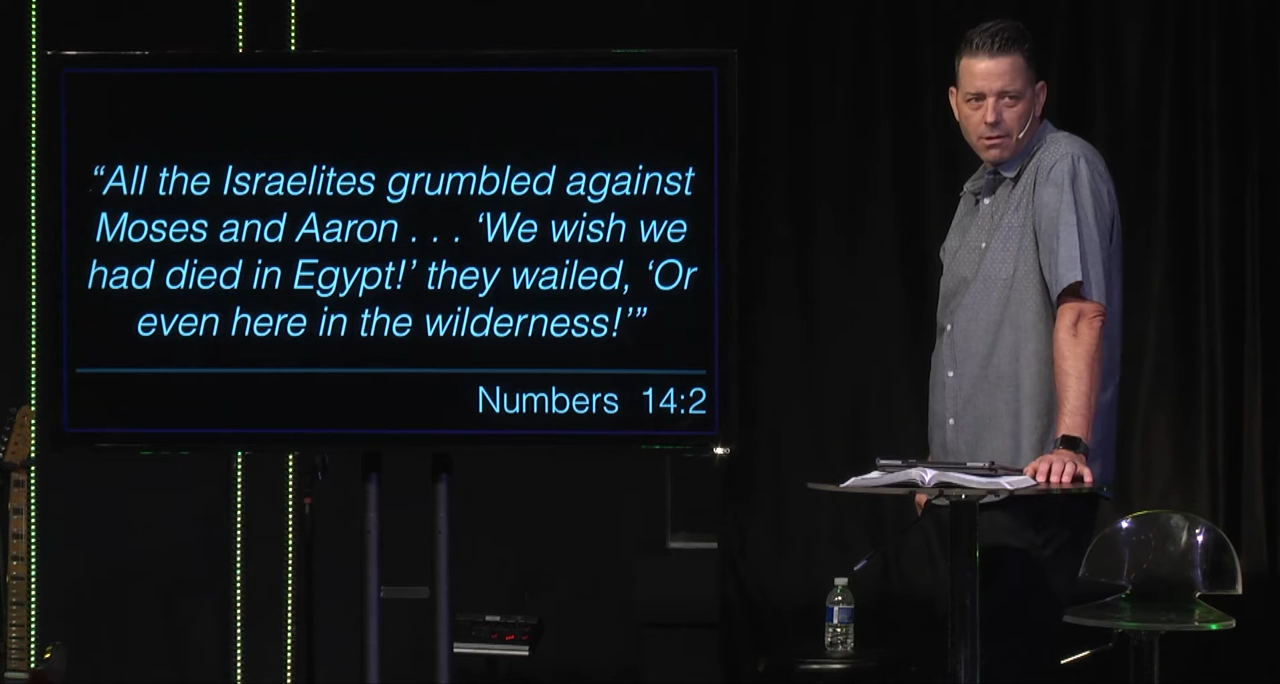 “All the Israelites grumbled against
Moses and Aaron . . . ‘We wish we
had died in Egypt!’ they wailed, ‘Or
even here in the wilderness!’”
Numbers 14:2